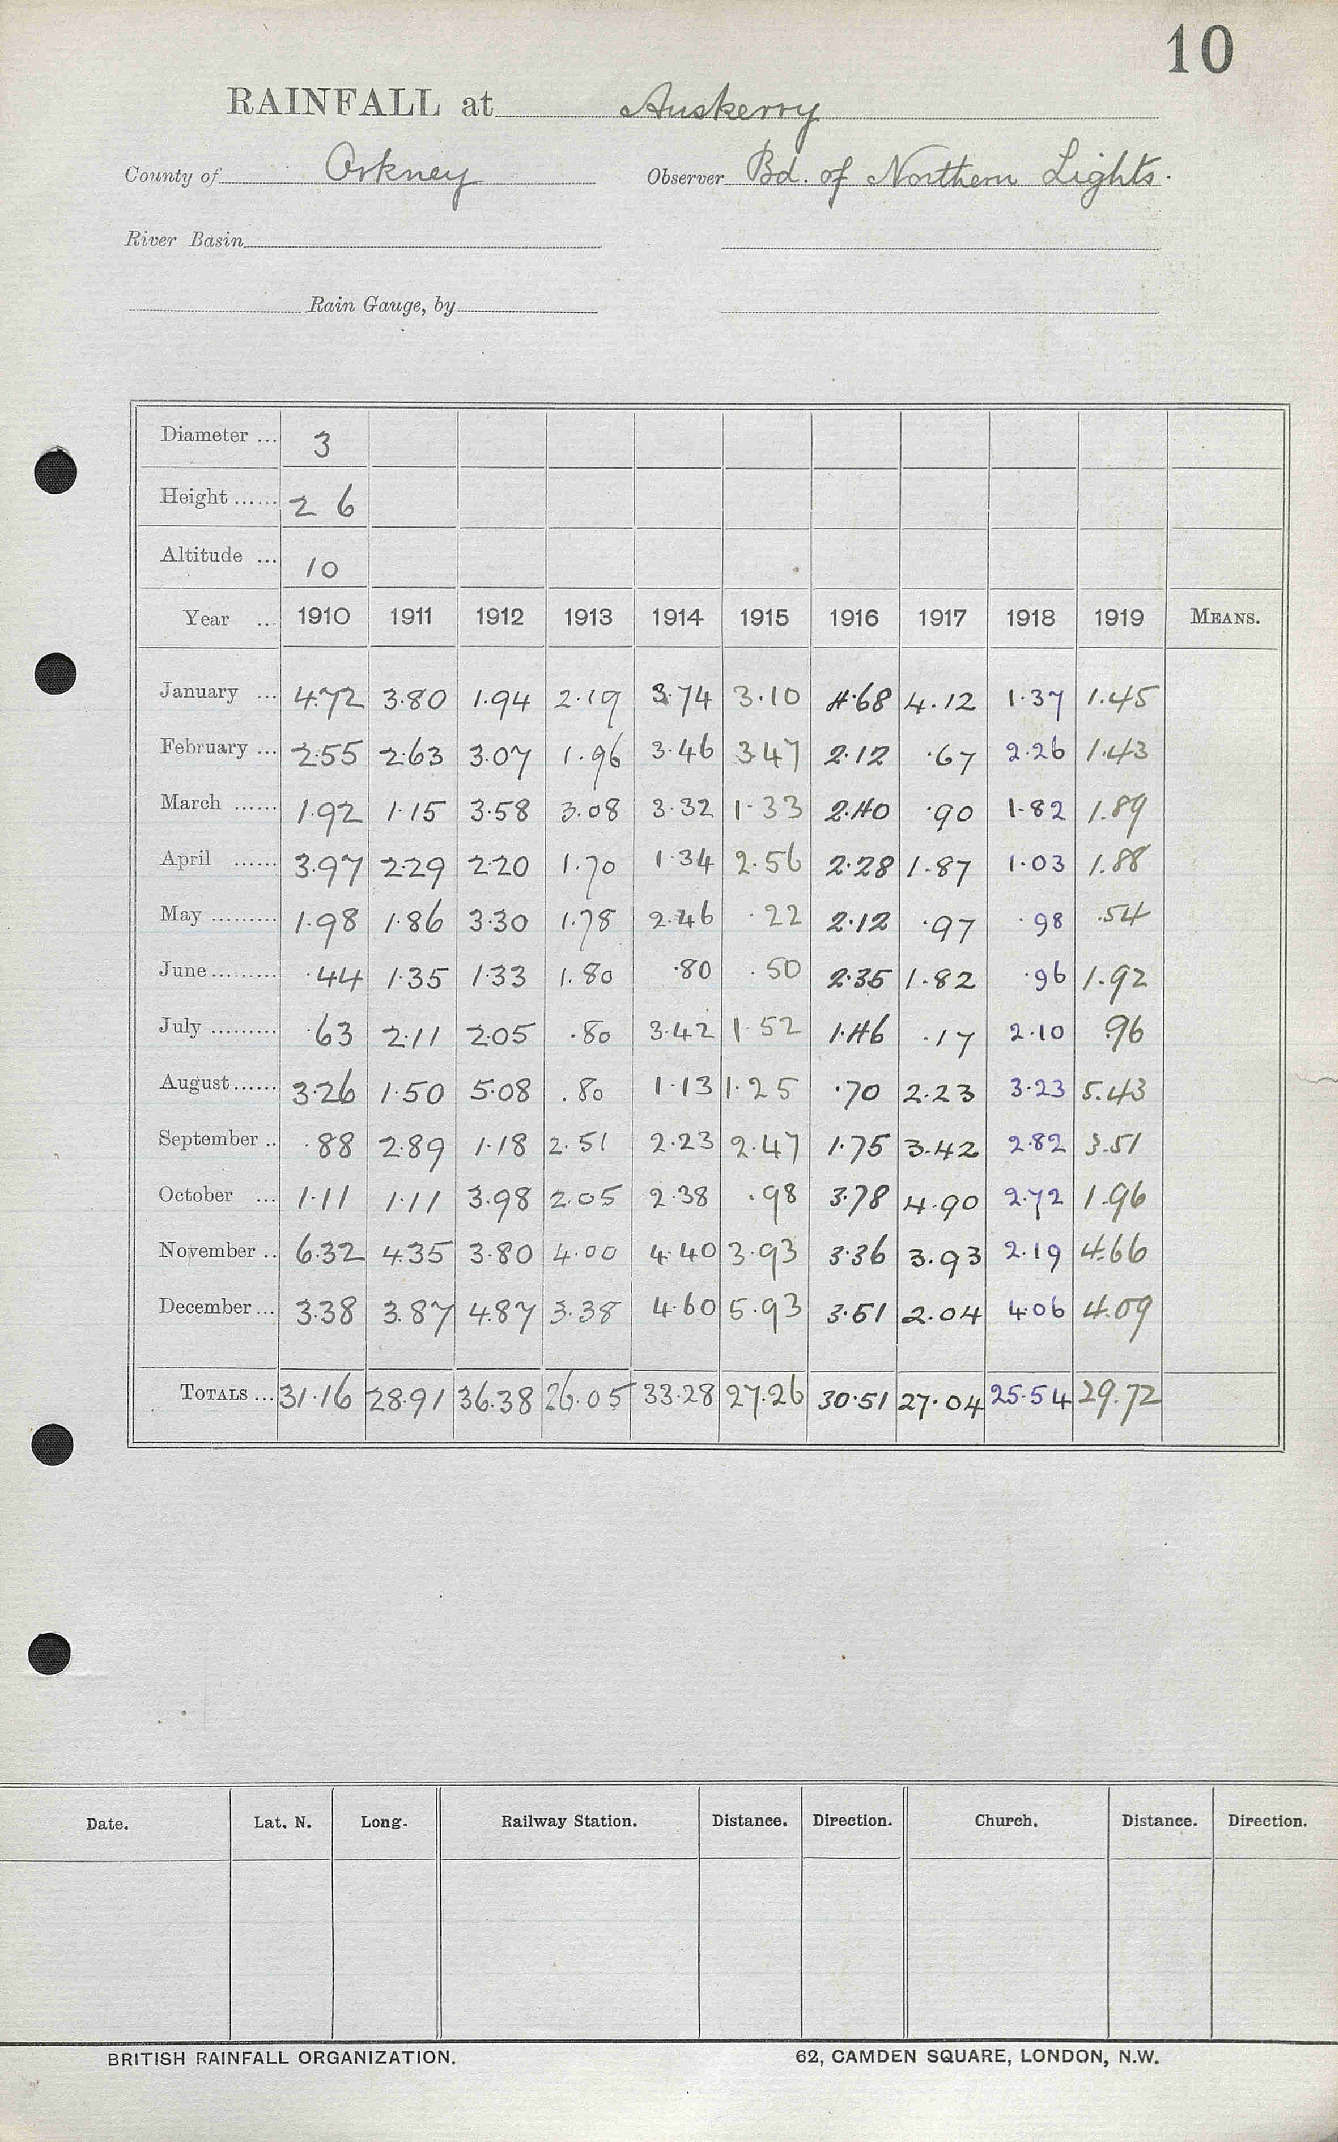 10
RAINFALL at Auskerry
County of Orkney Observer Bd. of Northern Lights.
River Basin
Rain Gauge, by
Diameter ... 3
Height ...... 2 6
Altitude ... 10
Year .. 1910 1911 1912 1913 1914 1915 1916 1917 1918 1919 MEANS.
January ... 4.72 3.80 1.94 2.19 3.74 3.10 4.68 4.12 1.37 1.45
February ... 2.55 2.63 3.07 1.96 3.46 3.47 2.12 .67 2.26 1.43
March ...... 1.92 1.15 3.58 3.08 3.32 1.33 2.40 .90 1.82 1.89
April ...... 3.97 2.29 2.20 1.70 1.34 2.56 2.28 1.87 1.03 1.88
May .......... 1.98 1.86 3.30 1.78 2.46 .22 2.12 .97 .98 .54
June.......... .44 1.35 1.33 1.80 .80 .50 2.35 1.82 .96 1.92
July .......... .63 2.11 2.05 .80 3.42 1.52 1.46 .17 2.10 .96
August...... 3.26 1.50 5.08 .80 1.13 1.25 .70 2.23 3.23 5.43
September .. .88 2.89 1.18 2.51 2.23 2.47 1.75 3.42 2.82 3.51
October ... 1.11 1.11 3.98 2.05 2.38 .98 3.78 4.90 2.72 1.96
November .. 6.32 4.35 3.80 4.00 4.40 3.93 3.36 3.93 2.19 4.66
December ... 3.38 3.87 4.87 3.38 4.60 5.93 3.51 2.04 4.06 4.09
TOTALS ... 31.16 28.91 36.38 26.05 33.28 27.26 30.51 27.04 25.54 29.72
Date. Lat. N. Long. Railway Station. Distance. Direction. Church. Distance. Direction.
BRITISH RAINFALL ORGANIZATION. 62, CAMDEN SQUARE, LONDON, N.W.